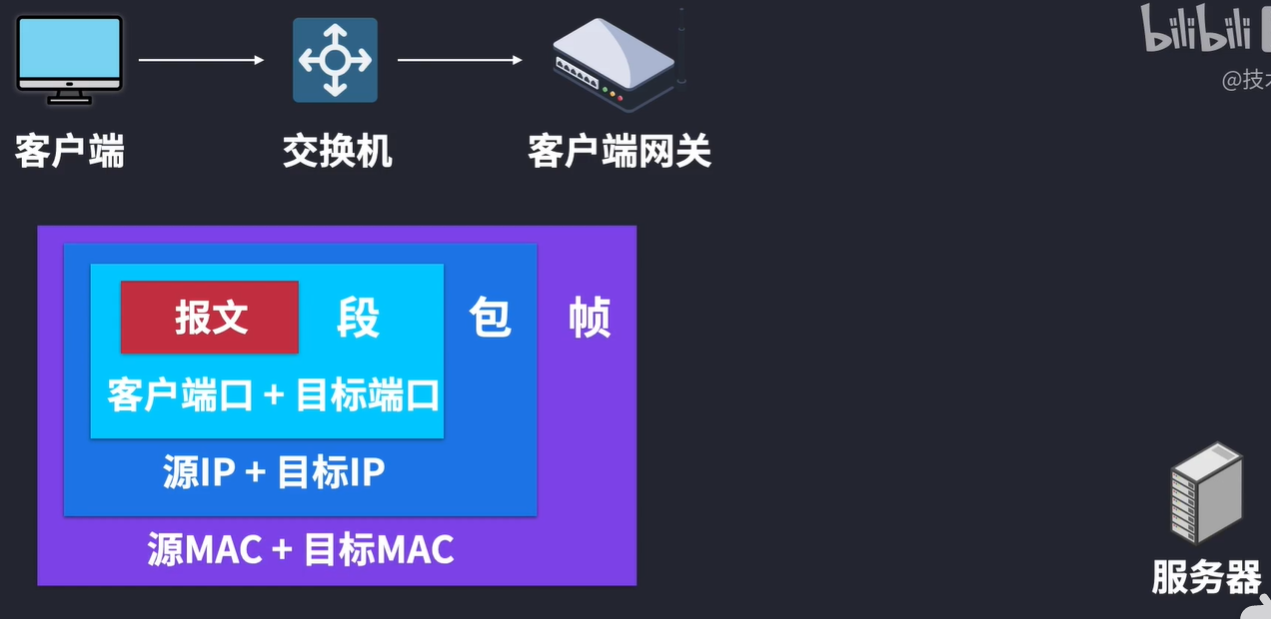 bilibili
@技
客户端
交换机
客户端网关
报文 段 包 帧
客户端口 + 目标端口
源IP + 目标IP
源MAC + 目标MAC
服务器